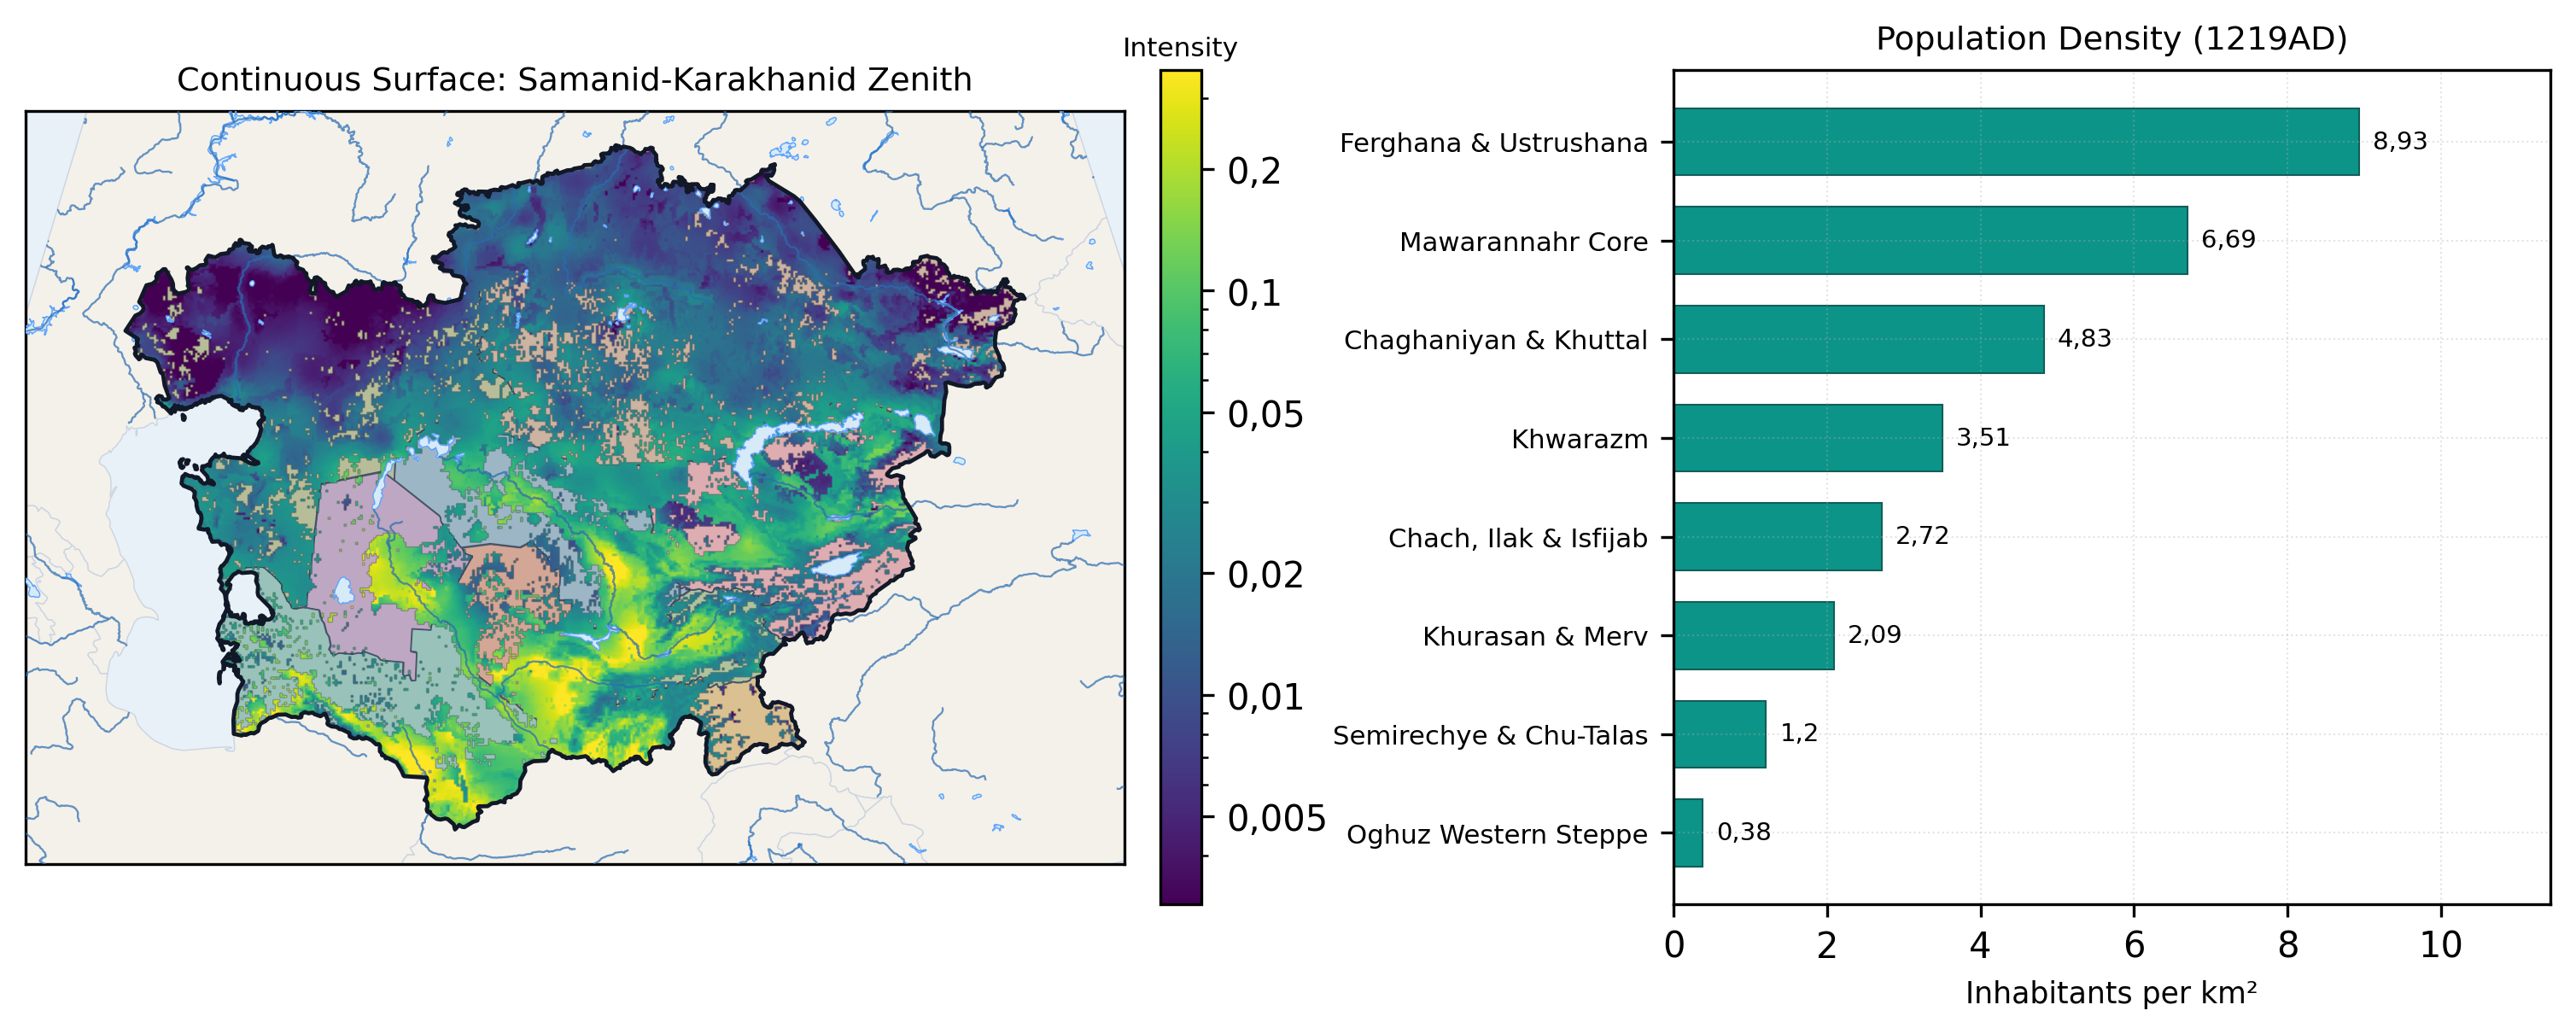 Continuous Surface: Samanid-Karakhanid Zenith
Intensity
0,2
0,1
0,05
0,02
0,01
0,005
Population Density (1219AD)
Ferghana & Ustrushana 8,93
Mawarannahr Core 6,69
Chaghaniyan & Khuttal 4,83
Khwarazm 3,51
Chach, Ilak & Isfijab 2,72
Khurasan & Merv 2,09
Semirechye & Chu-Talas 1,2
Oghuz Western Steppe 0,38
0 2 4 6 8 10
Inhabitants per km²